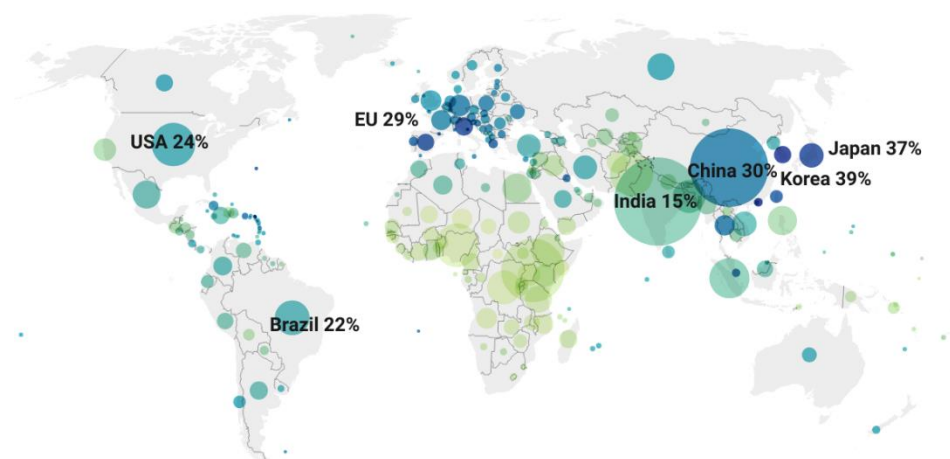 EU 29%
USA 24%
Japan 37%
China 30%
Korea 39%
India 15%
Brazil 22%